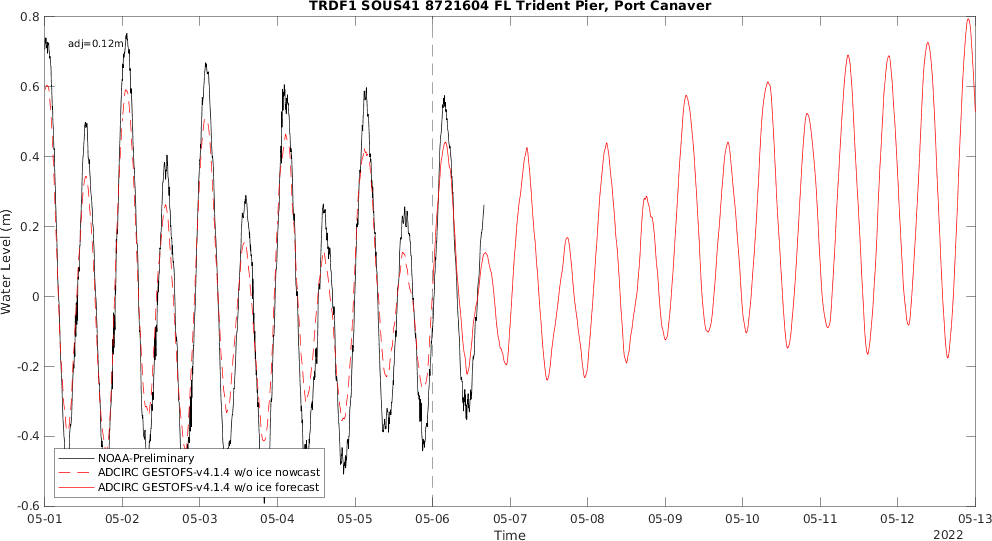 TRDF1 SOUS41 8721604 FL Trident Pier, Port Canaver
adj=0.12m
0.8
0.6
0.4
0.2
0
-0.2
-0.4
-0.6
Water Level (m)
NOAA-Preliminary
ADCIRC GESTOFS-v4.1.4 w/o ice nowcast
ADCIRC GESTOFS-v4.1.4 w/o ice forecast
05-01 05-02 05-03 05-04 05-05 05-06 05-07 05-08 05-09 05-10 05-11 05-12 05-13
Time
2022